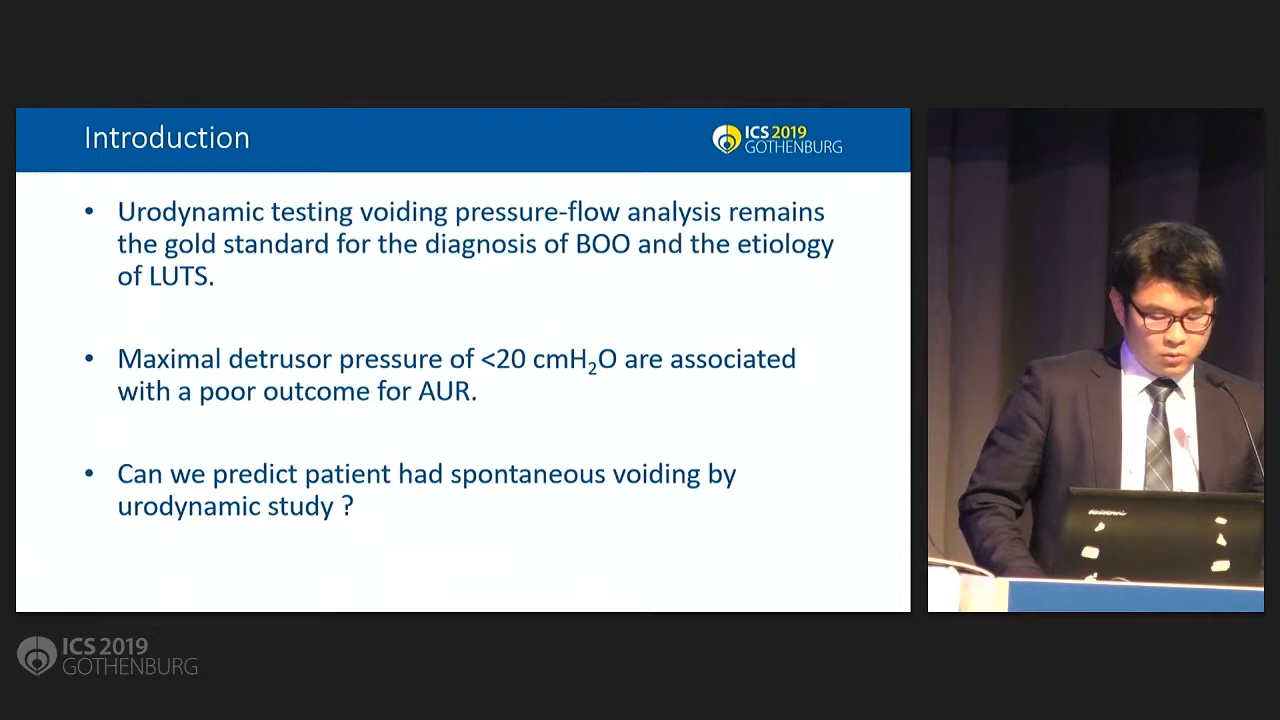 Introduction
ICS 2019
GOTHENBURG
• Urodynamic testing voiding pressure-flow analysis remains
the gold standard for the diagnosis of BOO and the etiology
of LUTS.
• Maximal detrusor pressure of <20 cmH₂O are associated
with a poor outcome for AUR.
• Can we predict patient had spontaneous voiding by
urodynamic study ?
ICS 2019
GOTHENBURG